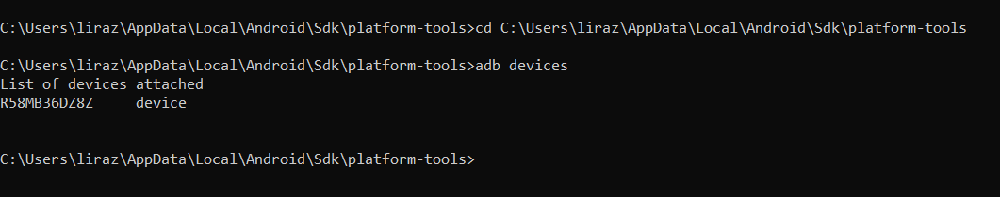 C:\Users\liraz\AppData\Local\Android\Sdk\platform-tools>cd C:\Users\liraz\AppData\Local\Android\Sdk\platform-tools
C:\Users\liraz\AppData\Local\Android\Sdk\platform-tools>adb devices
List of devices attached
R58MB36DZ8Z     device
C:\Users\liraz\AppData\Local\Android\Sdk\platform-tools>